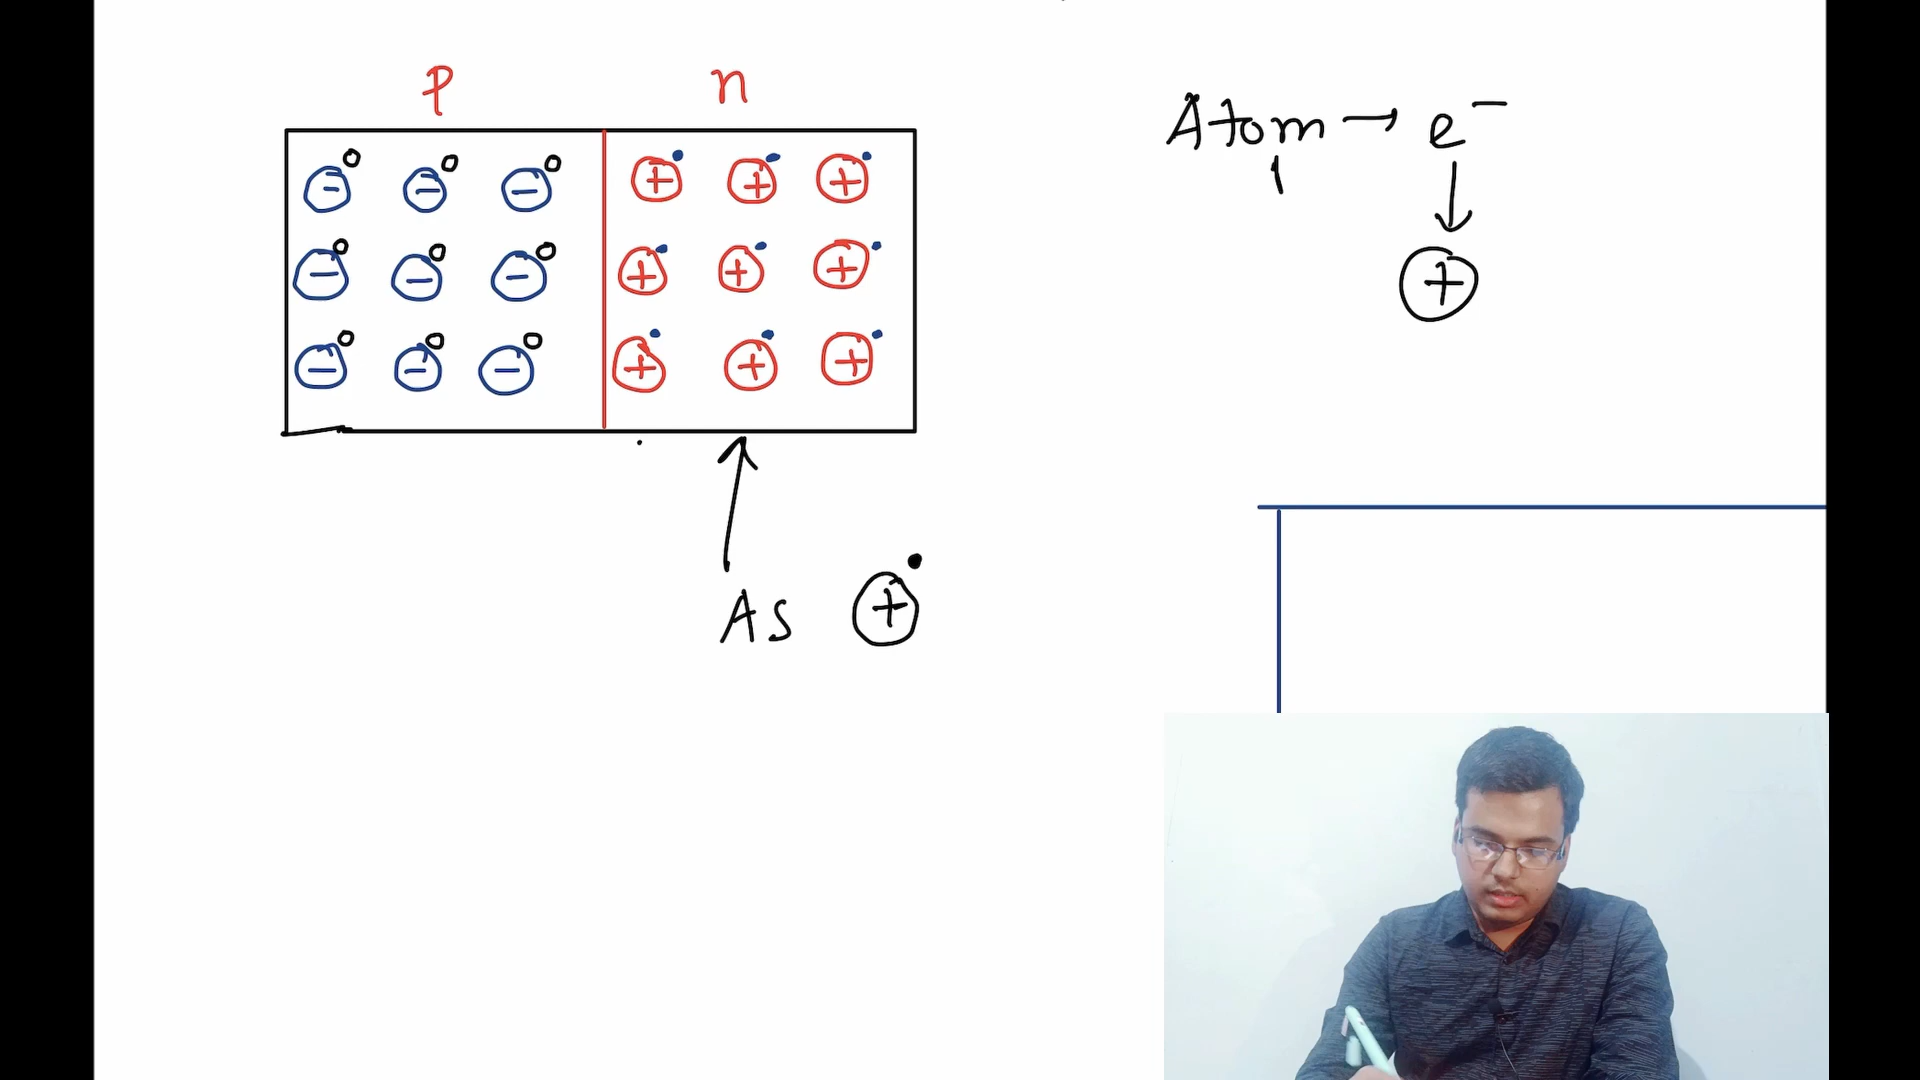 p n
⊖° ⊖° ⊖° ⊕• ⊕• ⊕•
⊖° ⊖° ⊖° ⊕• ⊕• ⊕•
⊖° ⊖° ⊖° ⊕• ⊕• ⊕•
As ⊕•
Atom → e⁻
↓
⊕